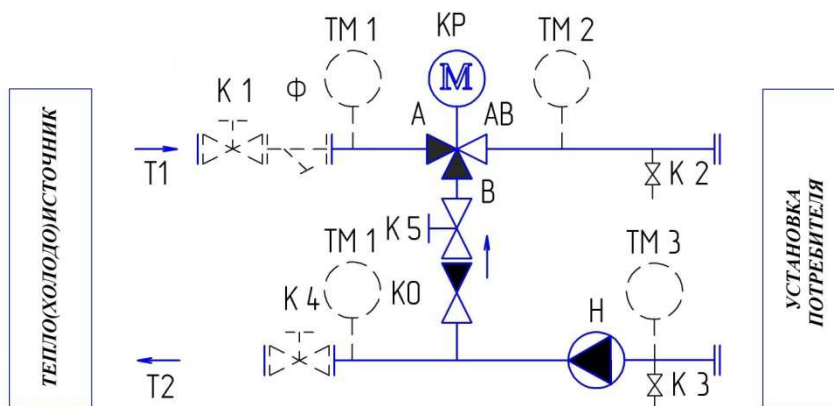 ТМ 1
КР
ТМ 2
К 1
Ф
М
А
АВ
Т1
В
К 2
К 5
ТМ 1
ТМ 3
К 4
КО
Н
Т2
К 3
ТЕПЛО(ХОЛОДО)ИСТОЧНИК
УСТАНОВКА
ПОТРЕБИТЕЛЯ